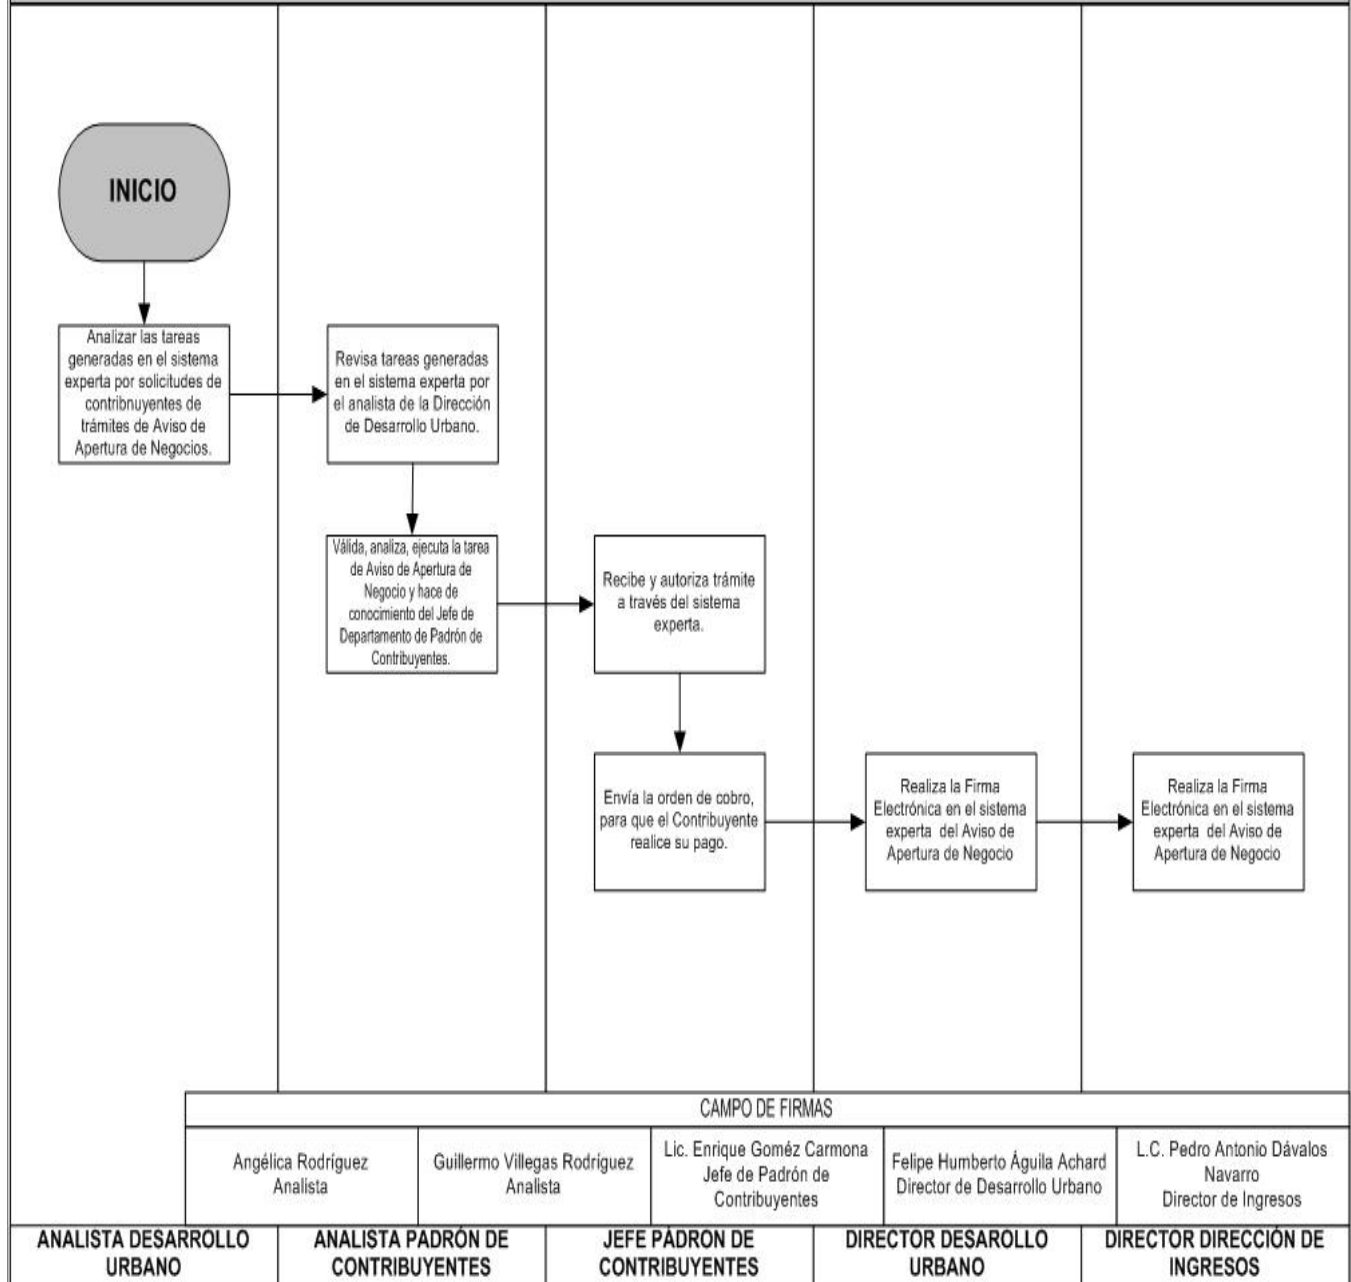 INICIO
Analizar las tareas
generadas en el sistema
experta por solicitudes de
contribnuyentes de
trámites de Aviso de
Apertura de Negocios.
Revisa tareas generadas
en el sistema experta por
el analista de la Dirección
de Desarrollo Urbano.
Válida, analiza, ejecuta la tarea
de Aviso de Apertura de
Negocio y hace de
conocimiento del Jefe de
Departamento de Padrón de
Contribuyentes.
Recibe y autoriza trámite
a través del sistema
experta.
Envía la orden de cobro,
para que el Contribuyente
realice su pago.
Realiza la Firma
Electrónica en el sistema
experta del Aviso de
Apertura de Negocio
Realiza la Firma
Electrónica en el sistema
experta del Aviso de
Apertura de Negocio
CAMPO DE FIRMAS
Angélica Rodríguez
Analista
Guillermo Villegas Rodríguez
Analista
Lic. Enrique Goméz Carmona
Jefe de Padrón de
Contribuyentes
Felipe Humberto Águila Achard
Director de Desarrollo Urbano
L.C. Pedro Antonio Dávalos
Navarro
Director de Ingresos
ANALISTA DESARROLLO
URBANO
ANALISTA PADRÓN DE
CONTRIBUYENTES
JEFE PÁDRON DE
CONTRIBUYENTES
DIRECTOR DESAROLLO
URBANO
DIRECTOR DIRECCIÓN DE
INGRESOS